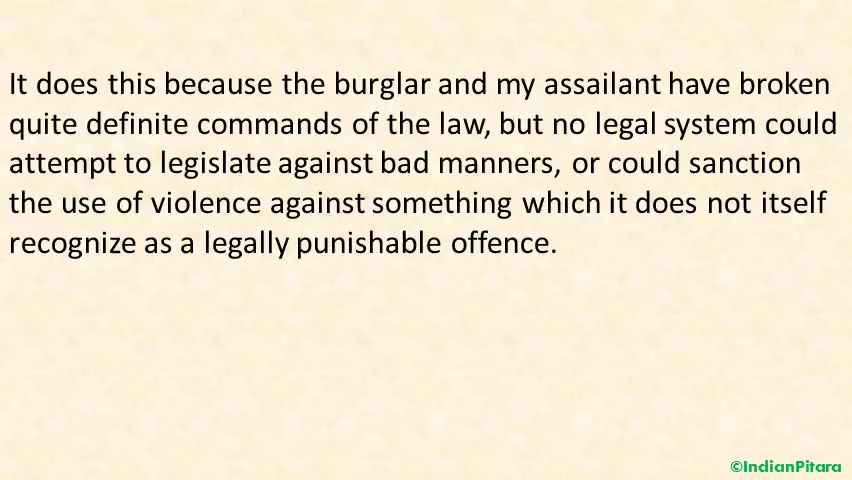 It does this because the burglar and my assailant have broken
quite definite commands of the law, but no legal system could
attempt to legislate against bad manners, or could sanction
the use of violence against something which it does not itself
recognize as a legally punishable offence.
©IndianPitara